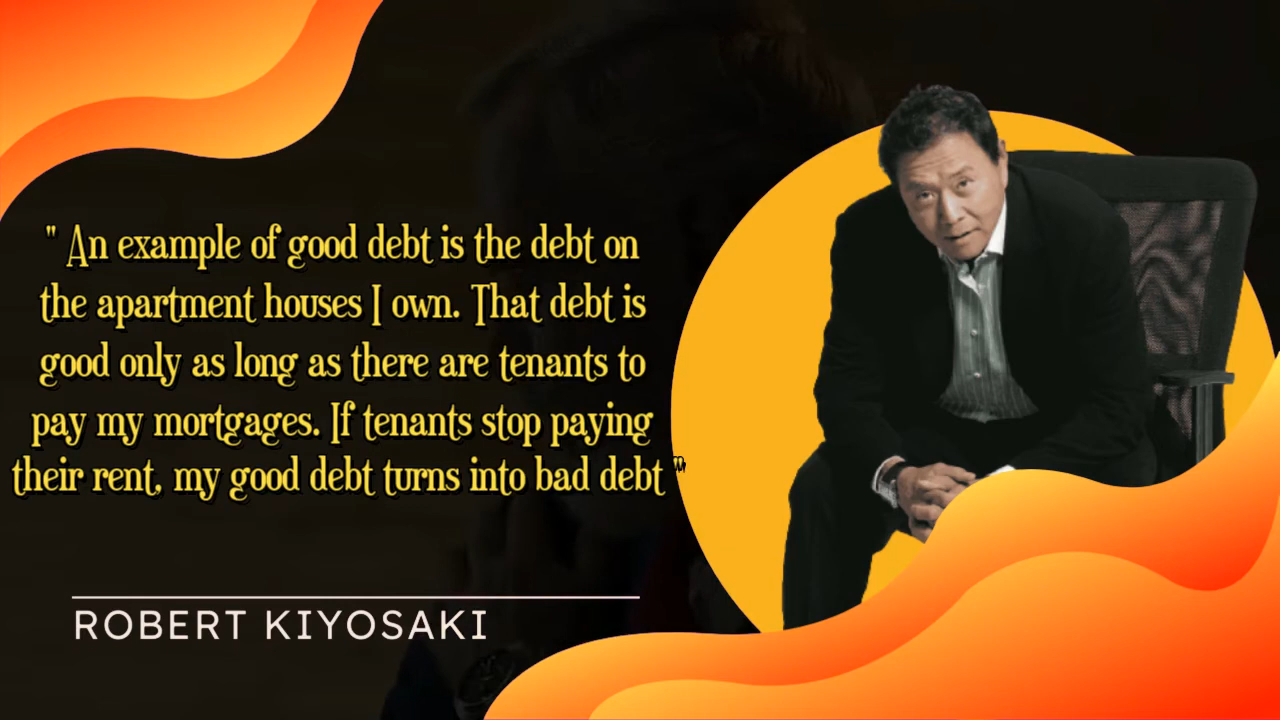 " An example of good debt is the debt on
the apartment houses I own. That debt is
good only as long as there are tenants to
pay my mortgages. If tenants stop paying
their rent, my good debt turns into bad debt "
ROBERT KIYOSAKI